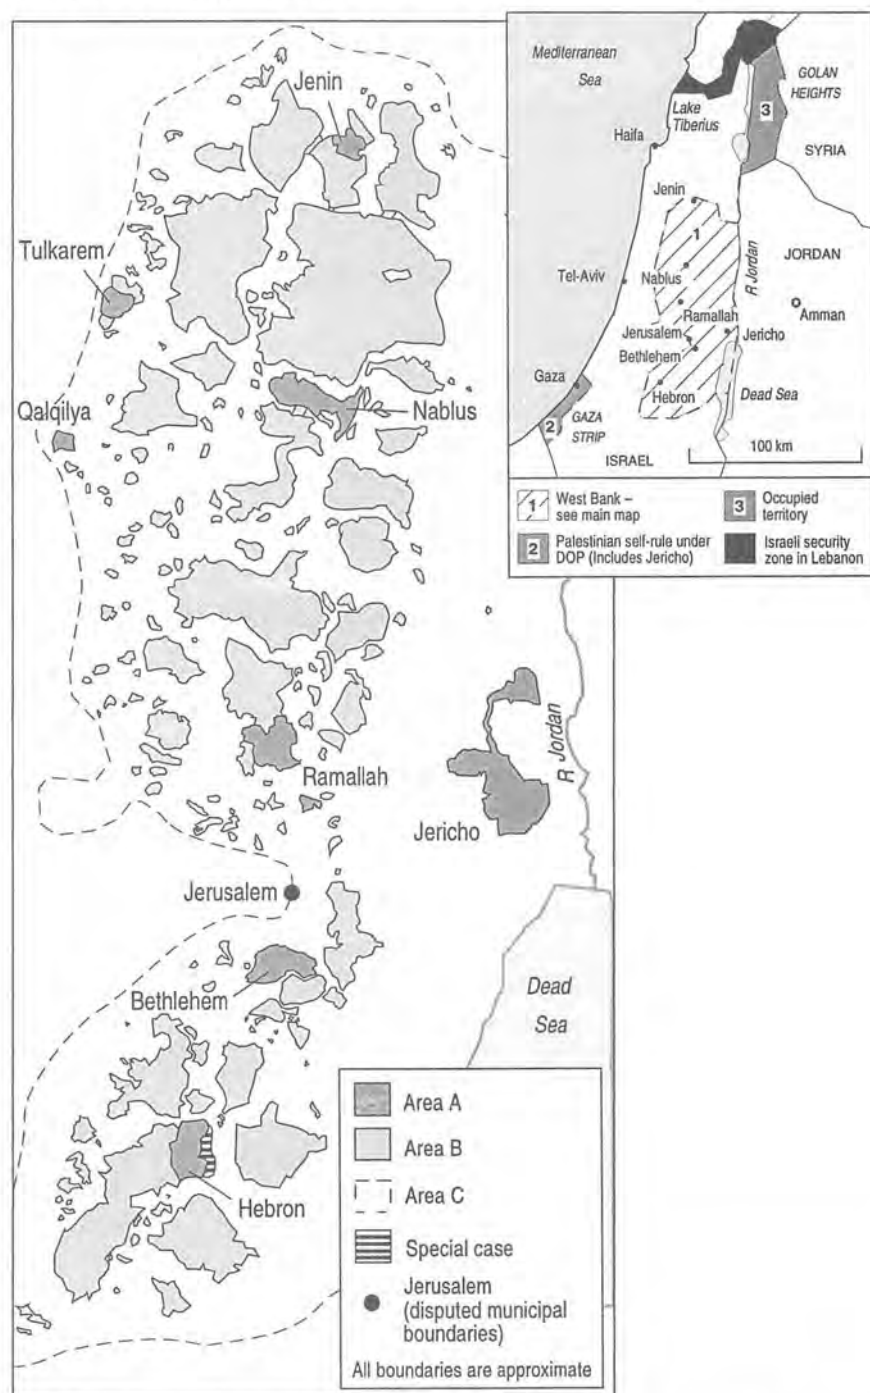 Jenin
Tulkarem
Qalqilya
Nablus
Ramallah
Jericho
R Jordan
Jerusalem
Bethlehem
Dead
Sea
Hebron
Area A
Area B
Area C
Special case
Jerusalem
(disputed municipal
boundaries)
All boundaries are approximate
Mediterranean
Sea
Lake
Tiberius
GOLAN
HEIGHTS
3
SYRIA
Haifa
Jenin
1
JORDAN
R Jordan
Nablus
Tel-Aviv
Ramallah
Amman
Jerusalem
Jericho
Bethlehem
Gaza
Hebron
Dead Sea
2
GAZA
STRIP
ISRAEL
100 km
1
West Bank –
see main map
3
Occupied
territory
2
Palestinian self-rule under
DOP (Includes Jericho)
Israeli security
zone in Lebanon